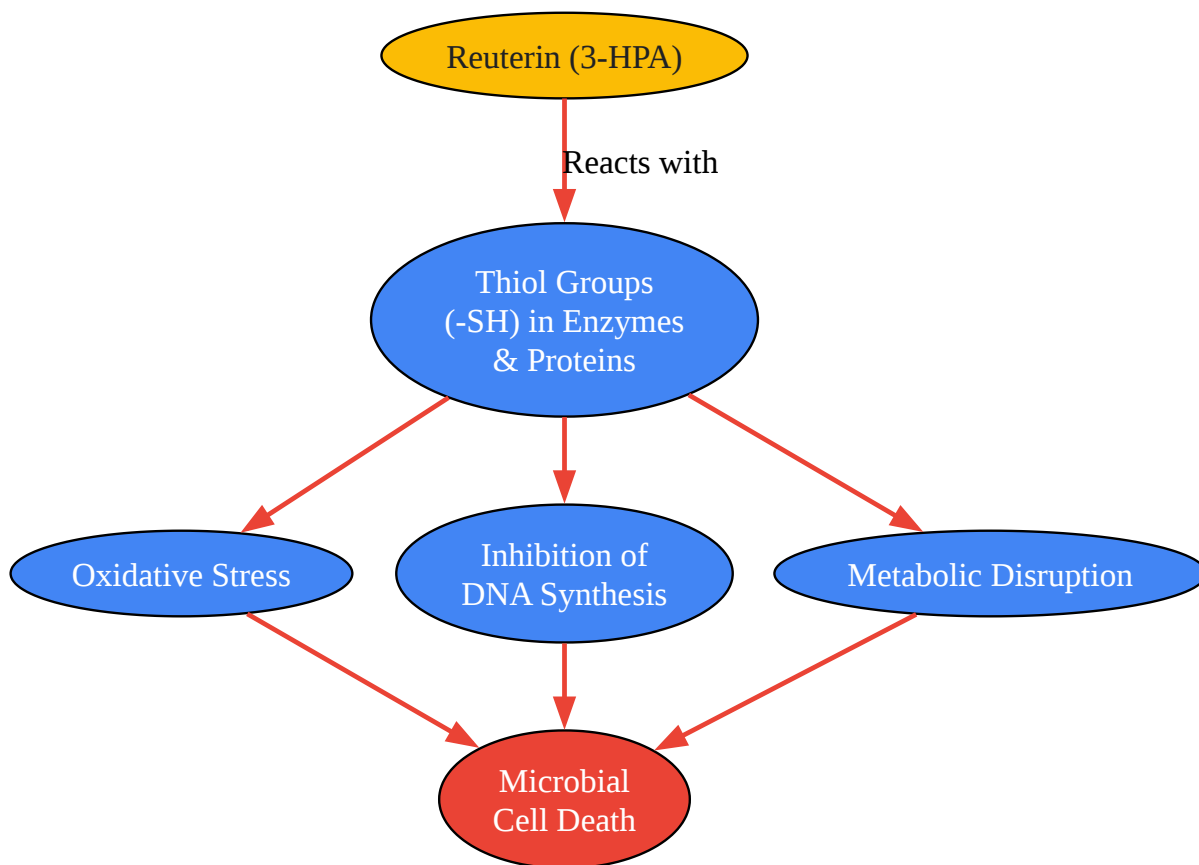 Reuterin (3-HPA)
Reacts with
Thiol Groups
(-SH) in Enzymes
& Proteins
Oxidative Stress
Inhibition of
DNA Synthesis
Metabolic Disruption
Microbial
Cell Death